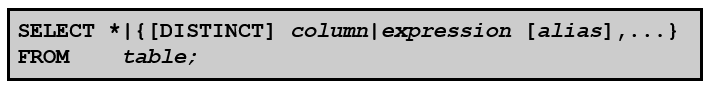 SELECT *|{[DISTINCT] column|expression [alias],...}
FROM table;